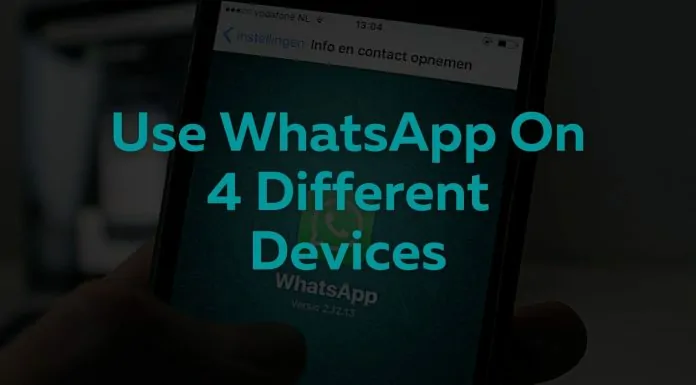 vodafone NL
13:04
Instellingen Info en contact opnemen
Use WhatsApp On
4 Different
Devices
WhatsApp
Versie 2.12.13